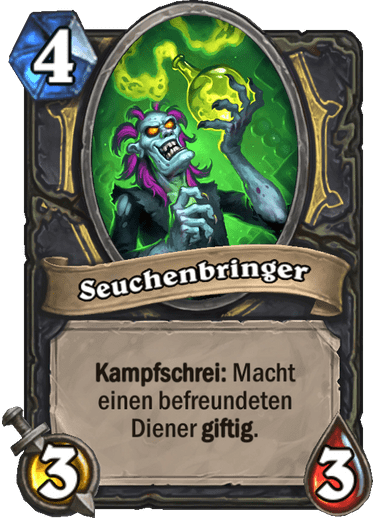 4
Seuchenbringer
Kampfschrei: Macht
einen befreundeten
Diener giftig.
3
3